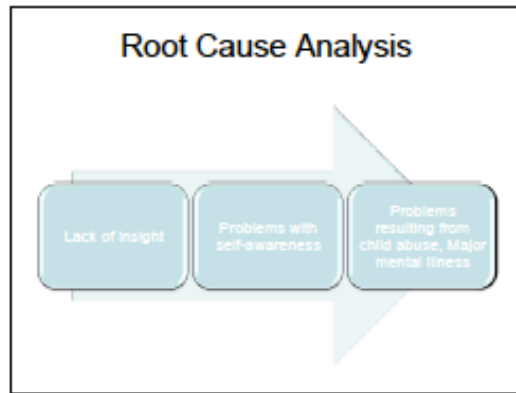 Root Cause Analysis
Lack of insight
Problems with
self-awareness
Problems
resulting from
child abuse, Major
mental illness